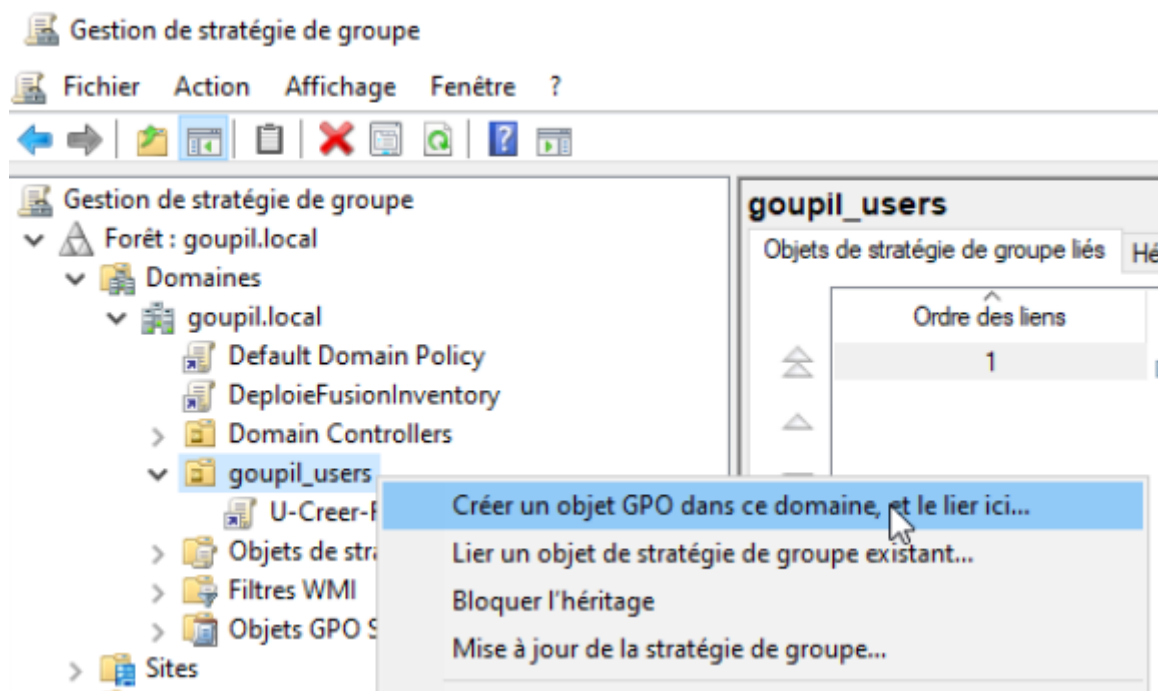 Gestion de stratégie de groupe
Fichier Action Affichage Fenêtre ?
Gestion de stratégie de groupe
Forêt : goupil.local
Domaines
goupil.local
Default Domain Policy
DeploieFusionInventory
Domain Controllers
goupil_users
U-Creer-
Objets de
Filtres WMI
Objets GPO
Sites
goupil_users
Objets de stratégie de groupe liés
Ordre des liens
1
Créer un objet GPO dans ce domaine, et le lier ici...
Lier un objet de stratégie de groupe existant...
Bloquer l'héritage
Mise à jour de la stratégie de groupe...